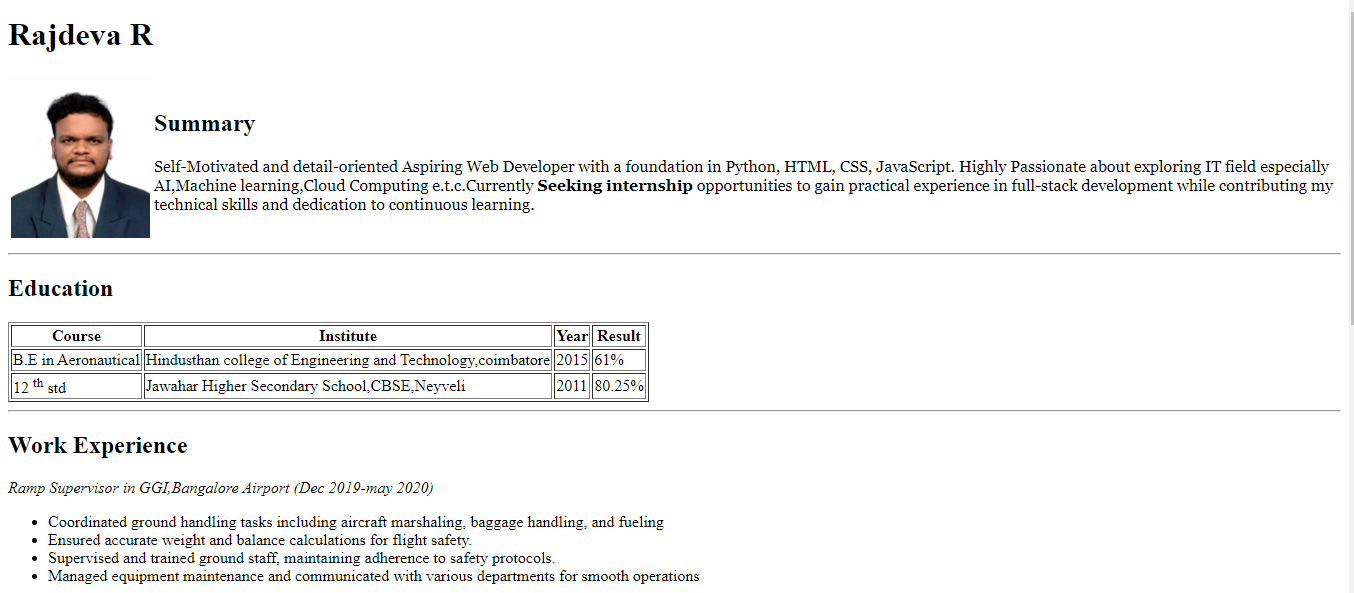 Rajdeva R
Summary
Self-Motivated and detail-oriented Aspiring Web Developer with a foundation in Python, HTML, CSS, JavaScript. Highly Passionate about exploring IT field especially
AI,Machine learning,Cloud Computing e.t.c.Currently Seeking internship opportunities to gain practical experience in full-stack development while contributing my
technical skills and dedication to continuous learning.
Education
Course Institute Year Result
B.E in Aeronautical Hindusthan college of Engineering and Technology,coimbatore 2015 61%
12 th std Jawahar Higher Secondary School,CBSE,Neyveli 2011 80.25%
Work Experience
Ramp Supervisor in GGI,Bangalore Airport (Dec 2019-may 2020)
• Coordinated ground handling tasks including aircraft marshaling, baggage handling, and fueling
• Ensured accurate weight and balance calculations for flight safety.
• Supervised and trained ground staff, maintaining adherence to safety protocols.
• Managed equipment maintenance and communicated with various departments for smooth operations